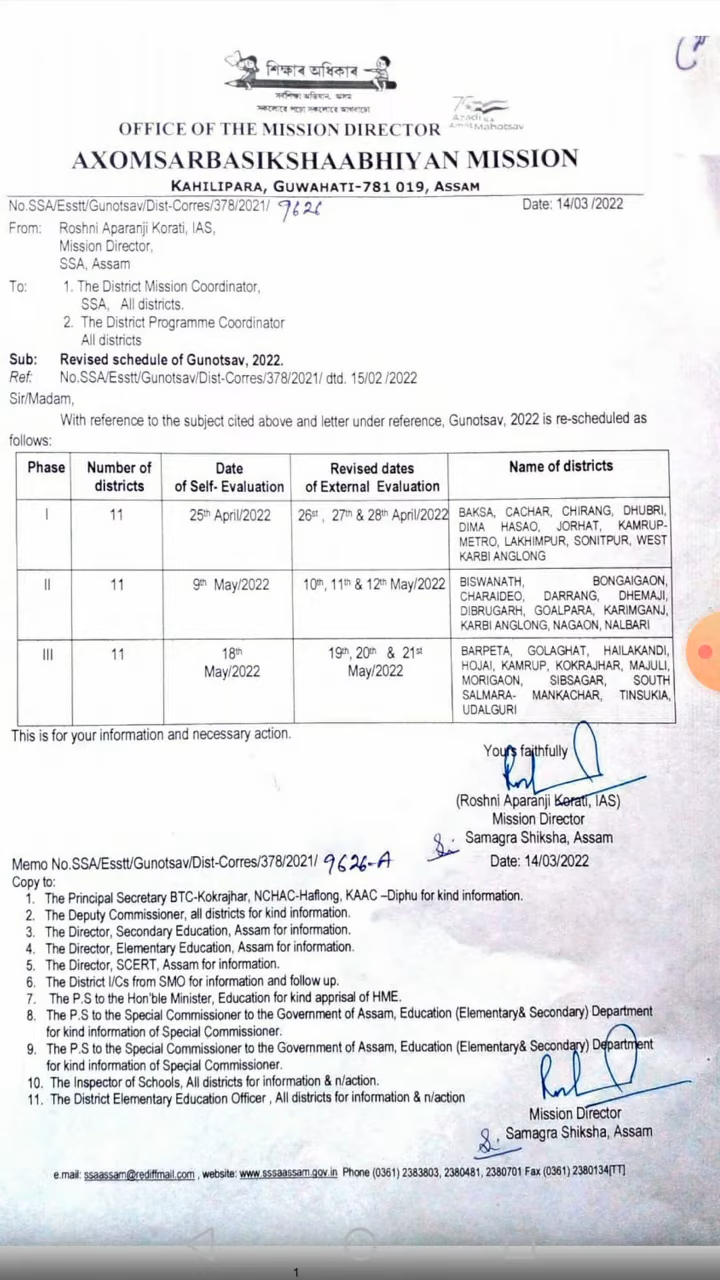 শিক্ষাৰ অধিকাৰ
সৰ্বশিক্ষা অভিযান, অসম
সকলোৱে পঢ়ো সকলোৱে আগবাঢ়ো
75
Azadi Ka
Amrit Mahotsav
OFFICE OF THE MISSION DIRECTOR
AXOMSARBASIKSHAABHIYAN MISSION
KAHILIPARA, GUWAHATI-781 019, ASSAM
No.SSA/Esstt/Gunotsav/Dist-Corres/378/2021/ 9626 Date: 14/03 /2022
From: Roshni Aparanji Korati, IAS,
Mission Director,
SSA, Assam
To: 1. The District Mission Coordinator,
SSA, All districts.
2. The District Programme Coordinator
All districts
Sub: Revised schedule of Gunotsav, 2022.
Ref: No.SSA/Esstt/Gunotsav/Dist-Corres/378/2021/ dtd. 15/02 /2022
Sir/Madam,
With reference to the subject cited above and letter under reference, Gunotsav, 2022 is re-scheduled as
follows:
Phase Number of districts Date of Self- Evaluation Revised dates of External Evaluation Name of districts
I 11 25th April/2022 26st , 27th & 28th April/2022 BAKSA, CACHAR, CHIRANG, DHUBRI,
DIMA HASAO, JORHAT, KAMRUP-
METRO, LAKHIMPUR, SONITPUR, WEST
KARBI ANGLONG
II 11 9th May/2022 10th, 11th & 12th May/2022 BISWANATH, BONGAIGAON,
CHARAIDEO, DARRANG, DHEMAJI,
DIBRUGARH, GOALPARA, KARIMGANJ,
KARBI ANGLONG, NAGAON, NALBARI
III 11 18th May/2022 19th, 20th & 21st May/2022 BARPETA, GOLAGHAT, HAILAKANDI,
HOJAI, KAMRUP, KOKRAJHAR, MAJULI,
MORIGAON, SIBSAGAR, SOUTH
SALMARA- MANKACHAR, TINSUKIA,
UDALGURI
This is for your information and necessary action.
Yours faithfully
(Roshni Aparanji Korati, IAS)
Mission Director
Samagra Shiksha, Assam
Memo No.SSA/Esstt/Gunotsav/Dist-Corres/378/2021/ 9626-A Date: 14/03/2022
Copy to:
1. The Principal Secretary BTC-Kokrajhar, NCHAC-Haflong, KAAC –Diphu for kind information.
2. The Deputy Commissioner, all districts for kind information.
3. The Director, Secondary Education, Assam for information.
4. The Director, Elementary Education, Assam for information.
5. The Director, SCERT, Assam for information.
6. The District I/Cs from SMO for information and follow up.
7. The P.S to the Hon'ble Minister, Education for kind apprisal of HME.
8. The P.S to the Special Commissioner to the Government of Assam, Education (Elementary& Secondary) Department
for kind information of Special Commissioner.
9. The P.S to the Special Commissioner to the Government of Assam, Education (Elementary& Secondary) Department
for kind information of Special Commissioner.
10. The Inspector of Schools, All districts for information & n/action.
11. The District Elementary Education Officer , All districts for information & n/action
Mission Director
Samagra Shiksha, Assam
e.mail: ssaassam@rediffmail.com , website: www.sssaassam.gov.in Phone (0361) 2383803, 2380481, 2380701 Fax (0361) 2380134[TT]
1